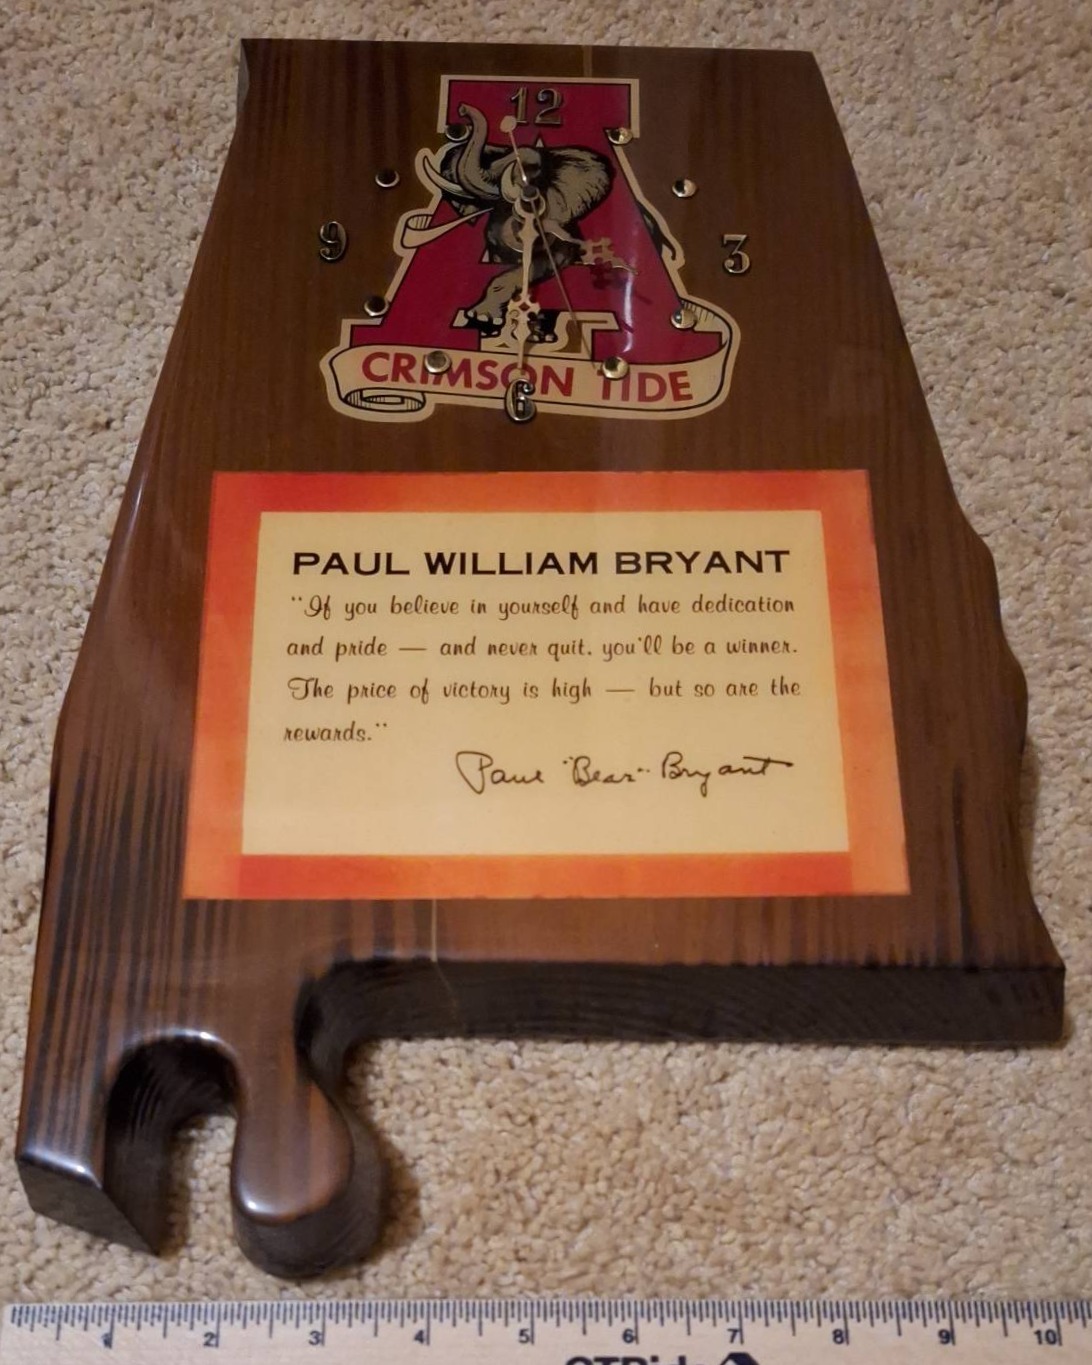 12
9
3
CRIMSON TIDE
6
PAUL WILLIAM BRYANT
"If you believe in yourself and have dedication
and pride — and never quit. you'll be a winner.
The price of victory is high — but so are the
rewards."
Paul "Bear" Bryant
1 2 3 4 5 6 7 8 9 10